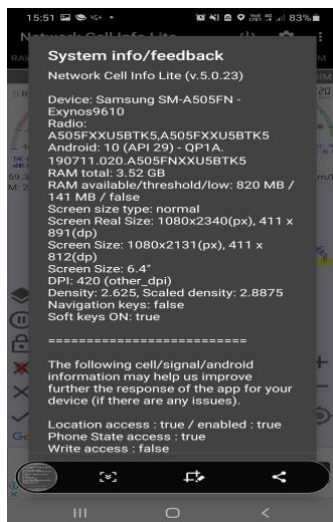 15:51
83%
Network Cell Info Lite
System info/feedback
Network Cell Info Lite (v.5.0.23)
Device: Samsung SM-A505FN -
Exynos9610
Radio:
A505FXXU5BTK5,A505FXXU5BTK5
Android: 10 (API 29) - QP1A.
190711.020.A505FNXXU5BTK5
RAM total: 3.52 GB
RAM available/threshold/low: 820 MB /
141 MB / false
Screen size type: normal
Screen Real Size: 1080x2340(px), 411 x
891(dp)
Screen Size: 1080x2131(px), 411 x
812(dp)
Screen Size: 6.4"
DPI: 420 (other_dpi)
Density: 2.625, Scaled density: 2.8875
Navigation keys: false
Soft keys ON: true
===========================
The following cell/signal/android
information may help us improve
further the response of the app for your
device (if there are any issues).
Location access : true / enabled : true
Phone State access : true
Write access : false